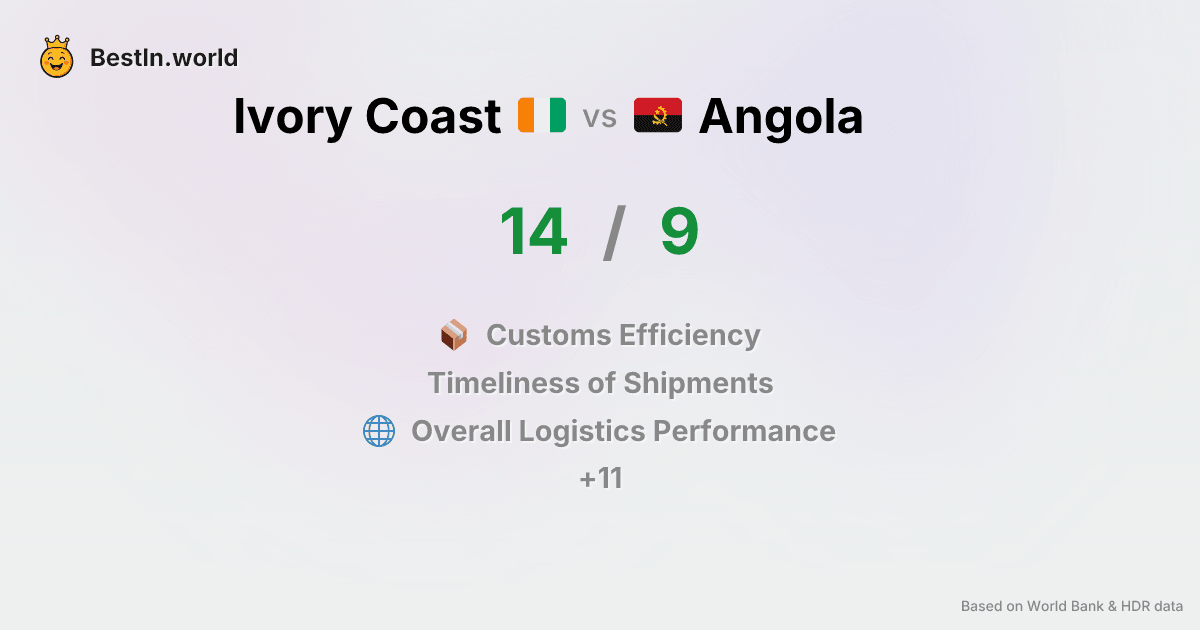 BestIn.world
Ivory Coast vs Angola
14 / 9
Customs Efficiency
Timeliness of Shipments
Overall Logistics Performance
+11
Based on World Bank & HDR data